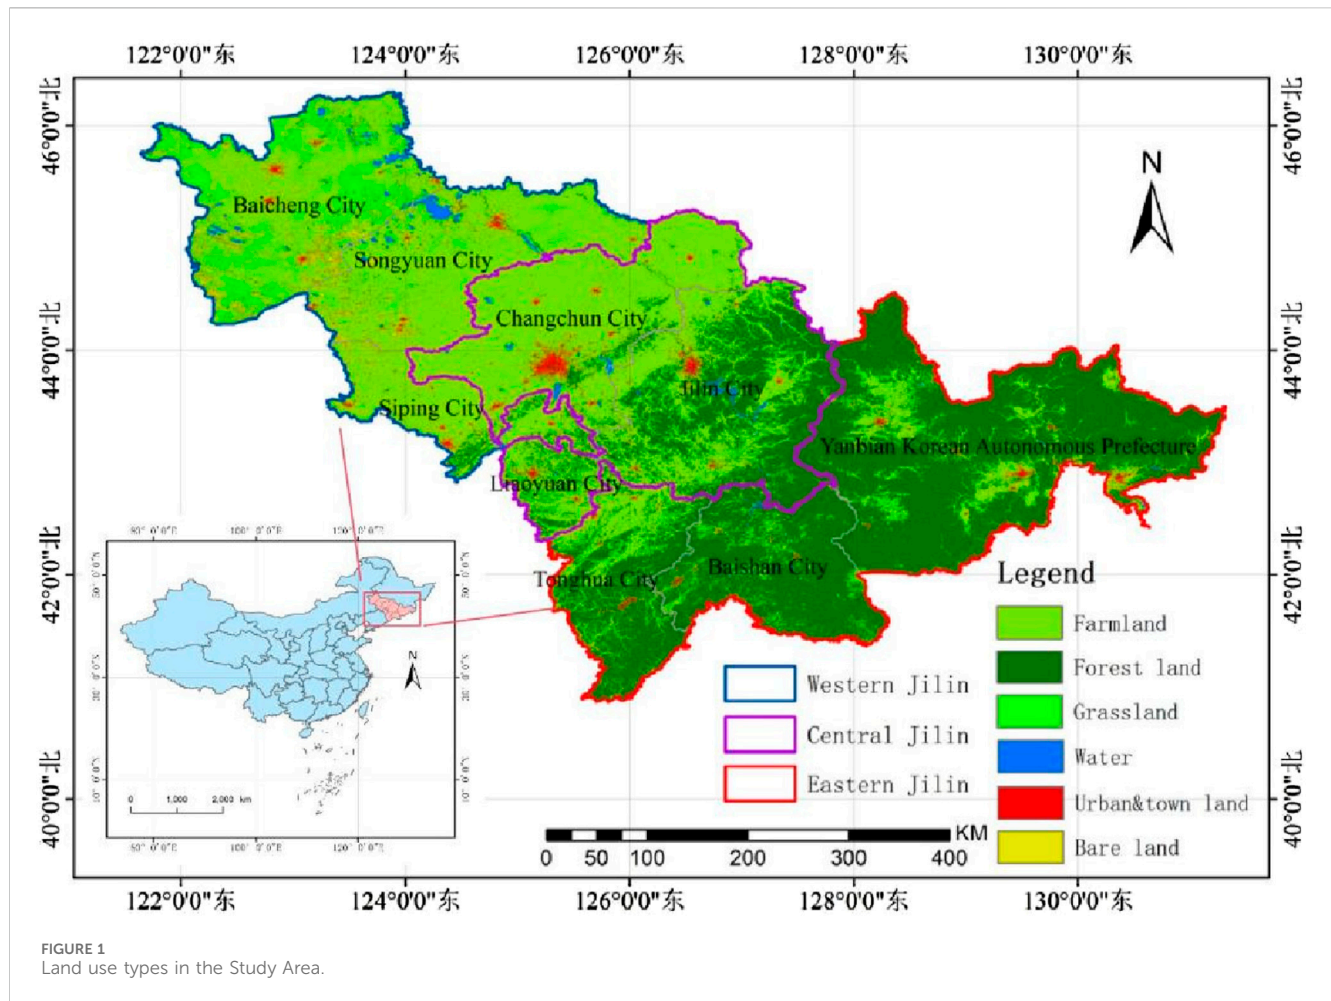 122°0'0"东 124°0'0"东 126°0'0"东 128°0'0"东 130°0'0"东
46°0'0"北 46°0'0"北
N
Baicheng City
Songyuan City
44°0'0"北 44°0'0"北
Changchun City
Jilin City
Siping City
Yanbian Korean Autonomous Prefecture
Liaoyuan City
42°0'0"北 42°0'0"北
Tonghua City
Baishan City
Legend
Farmland
Forest land
Grassland
Water
Urban&town land
Bare land
Western Jilin
Central Jilin
Eastern Jilin
N
0 1,000 2,000 km
40°0'0"北 40°0'0"北
KM
0 50 100 200 300 400
122°0'0"东 124°0'0"东 126°0'0"东 128°0'0"东 130°0'0"东
FIGURE 1
Land use types in the Study Area.